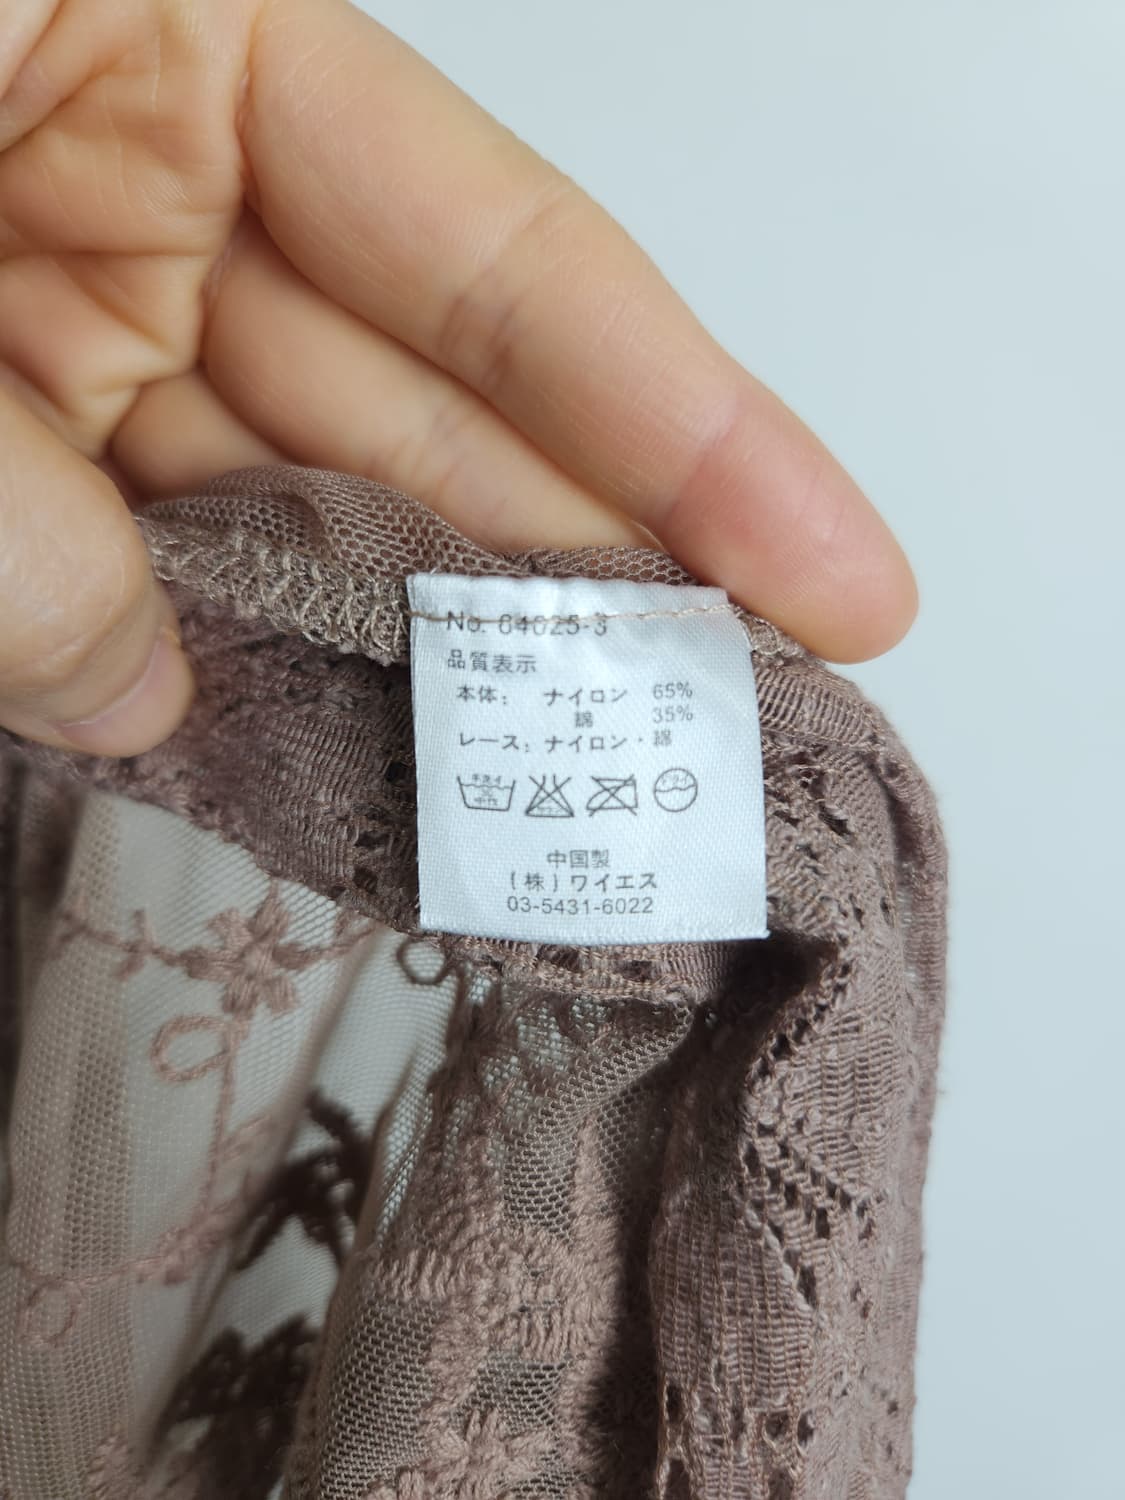 No. 64025-3
品質表示
本体： ナイロン 65%
綿 35%
レース：ナイロン・綿
中国製
(株)ワイエス
03-5431-6022